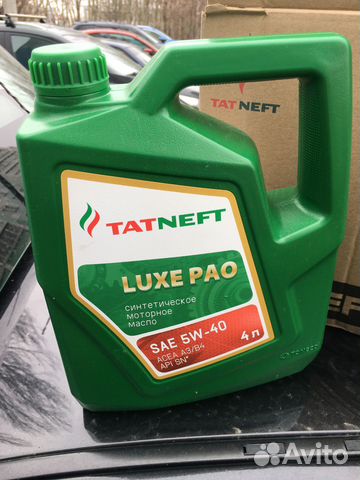 TATNEFT
TATNEFT
LUXE PAO
синтетическое
моторное
масло
SAE 5W-40
ACEA A3/B4
API SN*
4 л
Avito